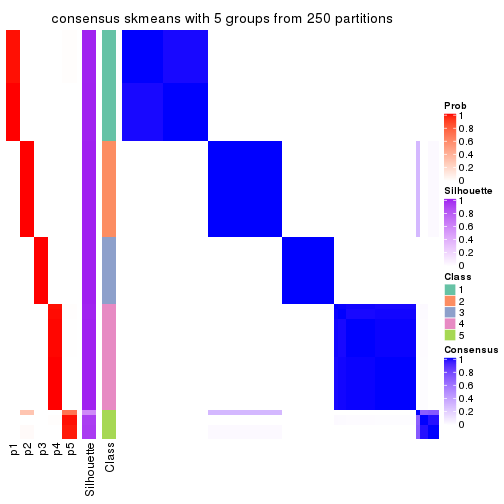 consensus skmeans with 5 groups from 250 partitions
Prob
1
0.8
0.6
0.4
0.2
0
Silhouette
1
0.8
0.6
0.4
0.2
0
Class
1
2
3
4
5
Consensus
1
0.8
0.6
0.4
0.2
0
p1
p2
p3
p4
p5
Silhouette
Class